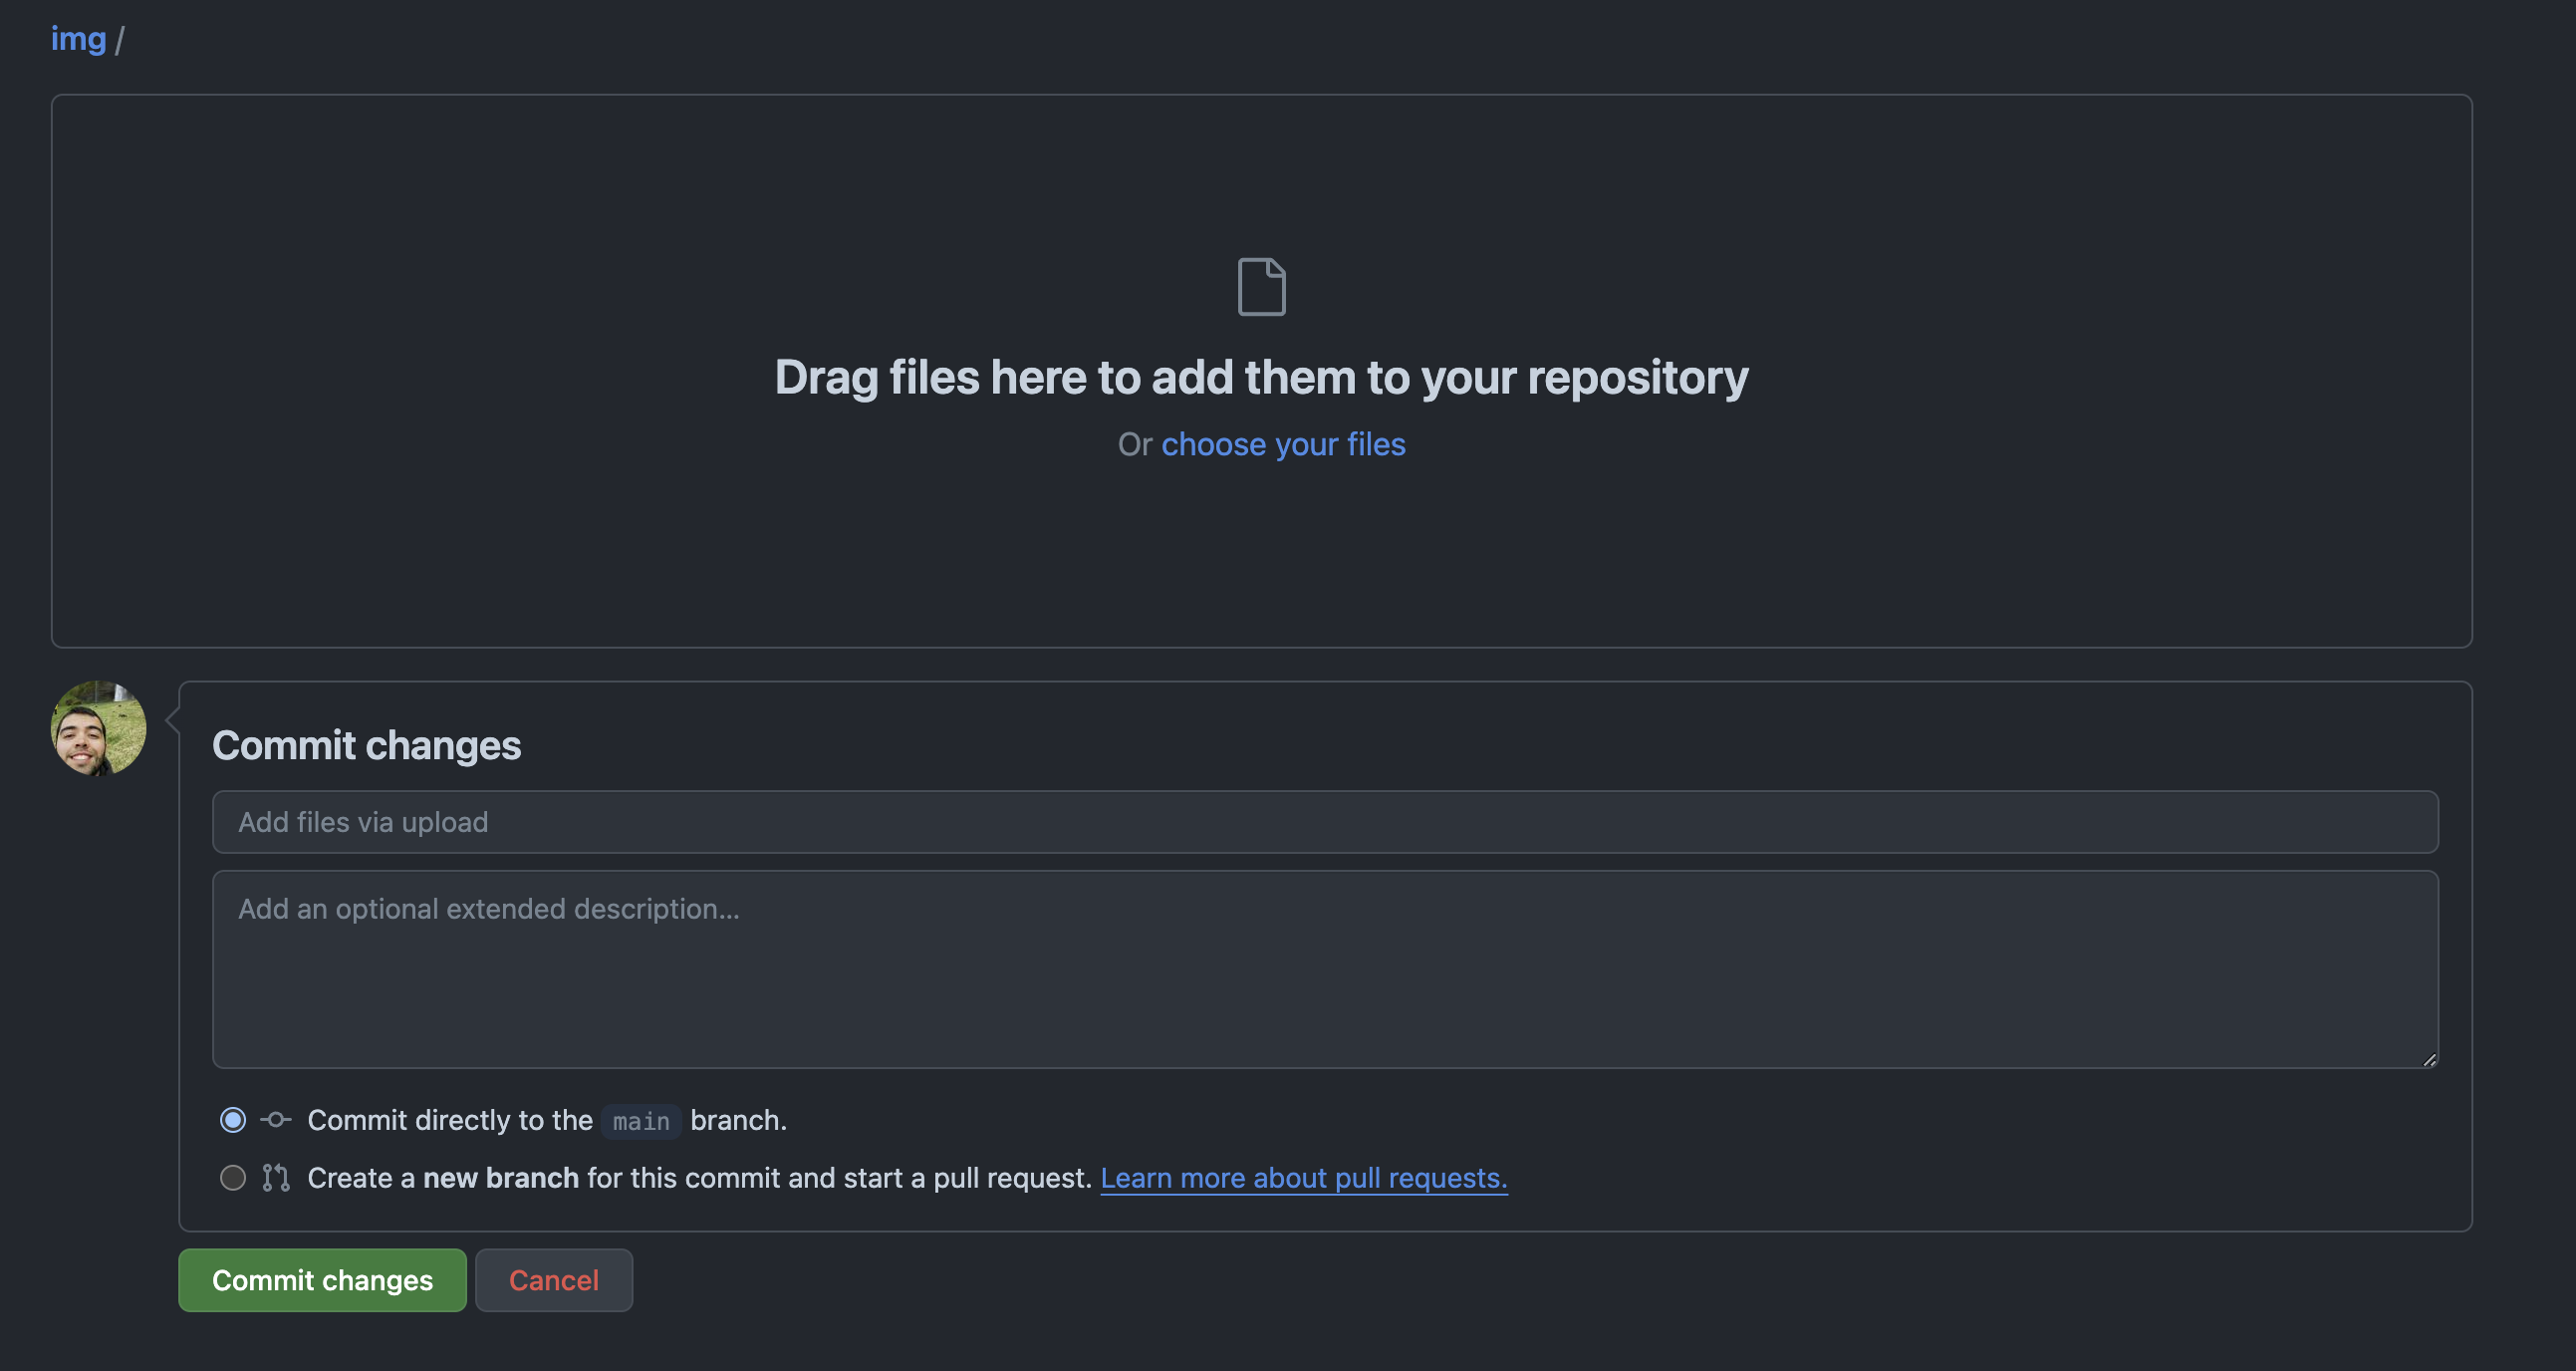 img /
Drag files here to add them to your repository
Or choose your files
Commit changes
Add files via upload
Add an optional extended description...
Commit directly to the main branch.
Create a new branch for this commit and start a pull request. Learn more about pull requests.
Commit changes Cancel